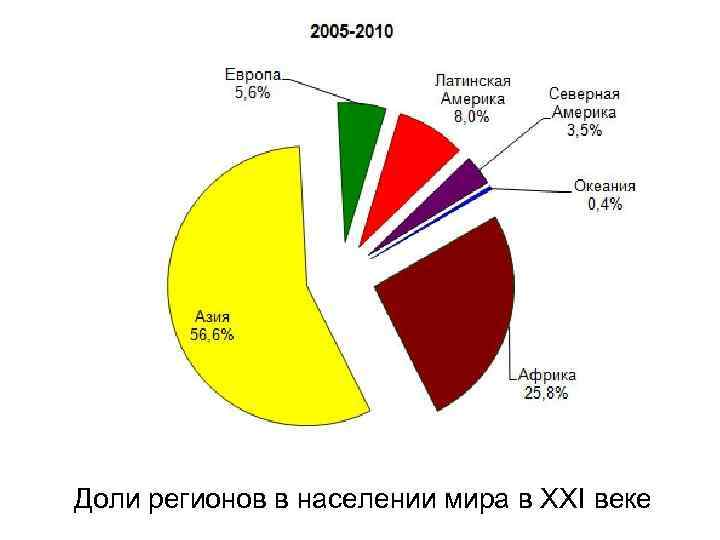 2005-2010
Европа
5,6%
Латинская
Америка
8,0%
Северная
Америка
3,5%
Океания
0,4%
Азия
56,6%
Африка
25,8%
Доли регионов в населении мира в XXI веке